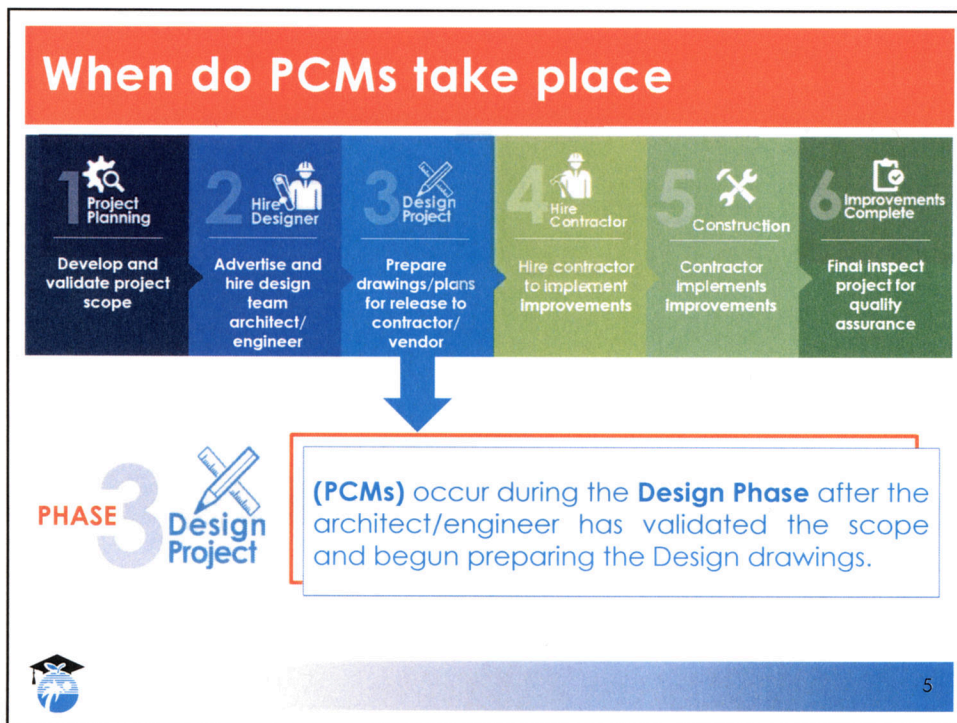 When do PCMs take place
1
Project
Planning
Develop and
validate project
scope
2
Hire
Designer
Advertise and
hire design
team
architect/
engineer
3
Design
Project
Prepare
drawings/plans
for release to
contractor/
vendor
4
Hire
Contractor
Hire contractor
to implement
improvements
5
Construction
Contractor
implements
improvements
6
Improvements
Complete
Final inspect
project for
quality
assurance
PHASE
3
Design
Project
(PCMs) occur during the Design Phase after the
architect/engineer has validated the scope
and begun preparing the Design drawings.
5